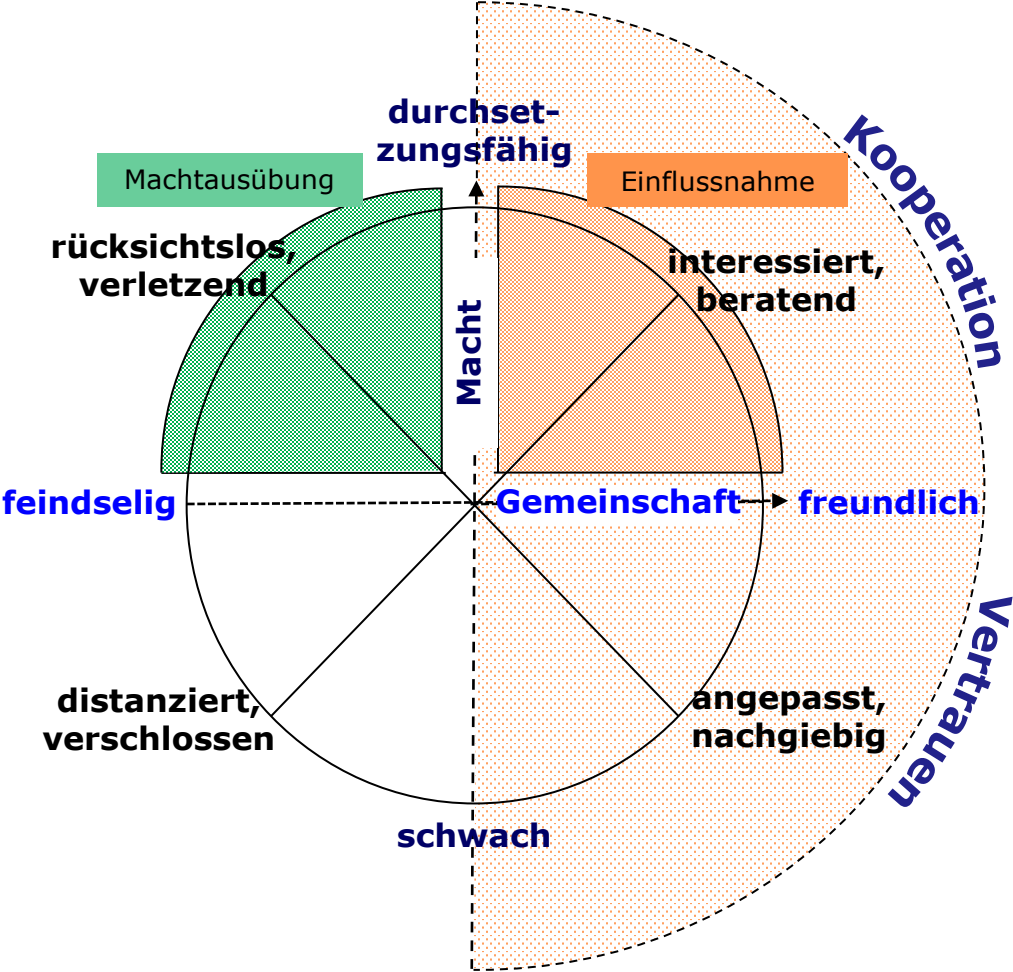 durchset-
zungsfähig
Machtausübung
Einflussnahme
Kooperation
rücksichtslos,
verletzend
interessiert,
beratend
Macht
feindselig
Gemeinschaft
freundlich
Vertrauen
distanziert,
verschlossen
angepasst,
nachgiebig
schwach